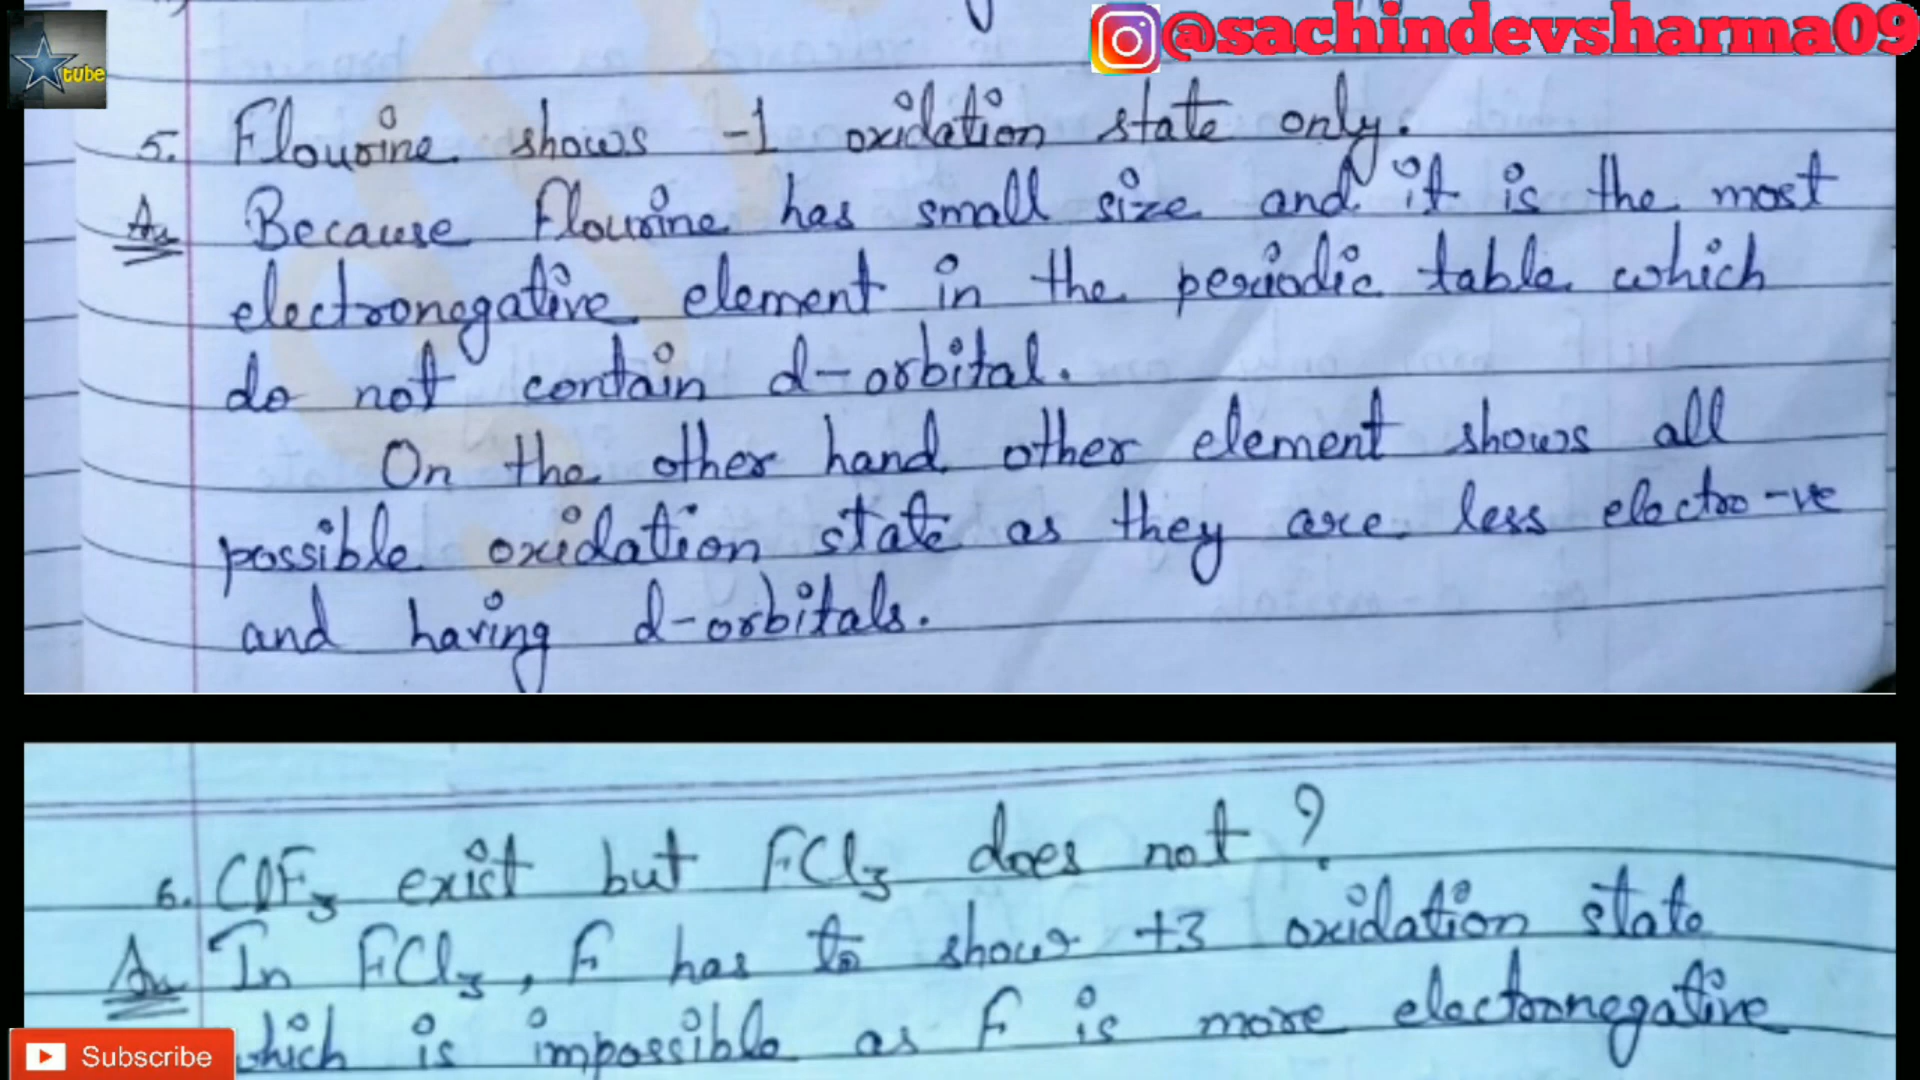 @sachindevsharma09
tube
5. Flourine shows -1 oxidation state only.
Ans Because flourine has small size and it is the most
electronegative element in the periodic table which
do not contain d-orbital.
On the other hand other element shows all
possible oxidation state as they are less electro-ve
and having d-orbitals.
6. ClF3 exist but FCl3 does not ?
Ans In FCl3, F has to show +3 oxidation state
which is impossible as F is more electronegative
Subscribe